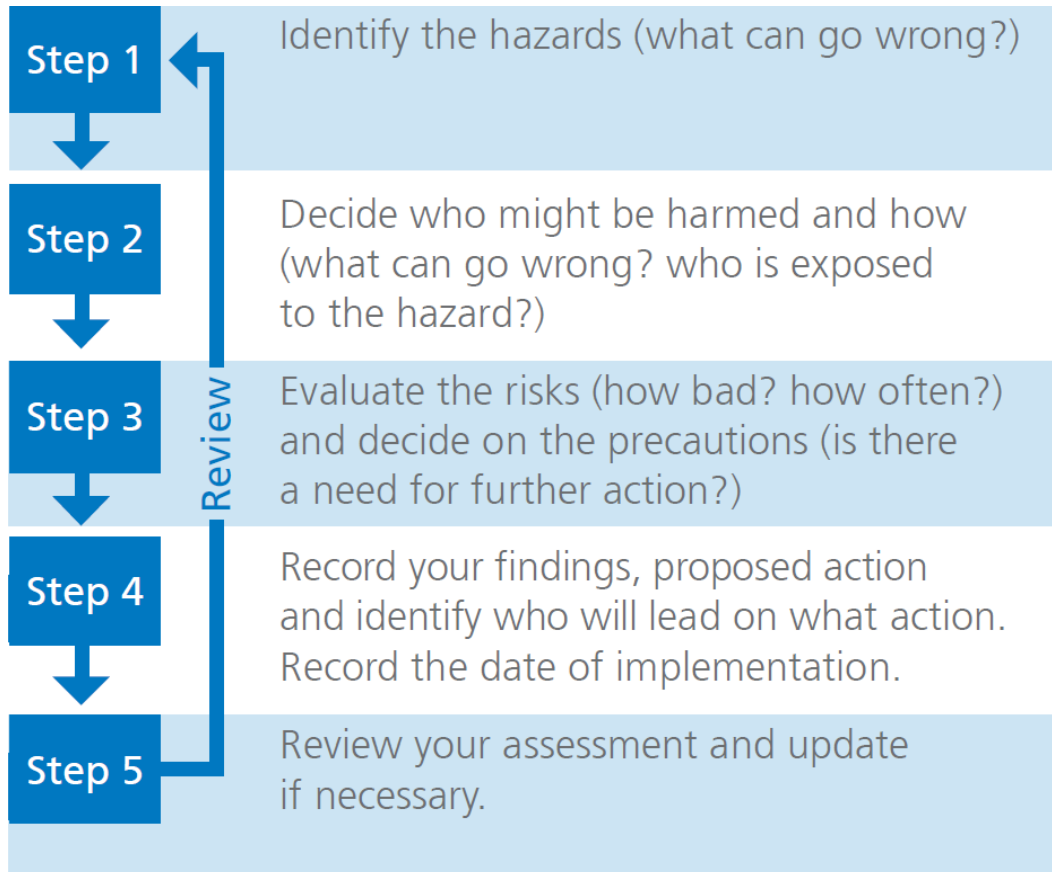 Step 1
Identify the hazards (what can go wrong?)
Step 2
Decide who might be harmed and how
(what can go wrong? who is exposed
to the hazard?)
Step 3
Evaluate the risks (how bad? how often?)
and decide on the precautions (is there
a need for further action?)
Review
Step 4
Record your findings, proposed action
and identify who will lead on what action.
Record the date of implementation.
Step 5
Review your assessment and update
if necessary.